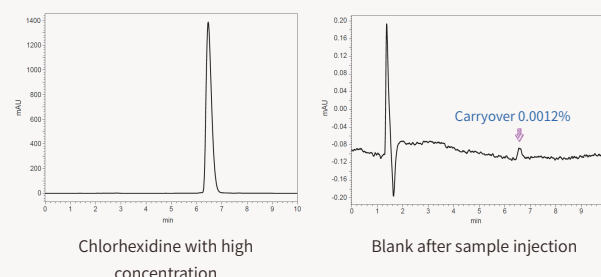 1400
1200
1000
800
600
400
200
0
mAU
0 1 2 3 4 5 6 7 8 9 10
min
Chlorhexidine with high
concentration
0.20
0.16
0.12
0.08
0.04
0.00
-0.04
-0.08
-0.12
-0.16
-0.20
mAU
Carryover 0.0012%
0 1 2 3 4 5 6 7 8 9
min
Blank after sample injection